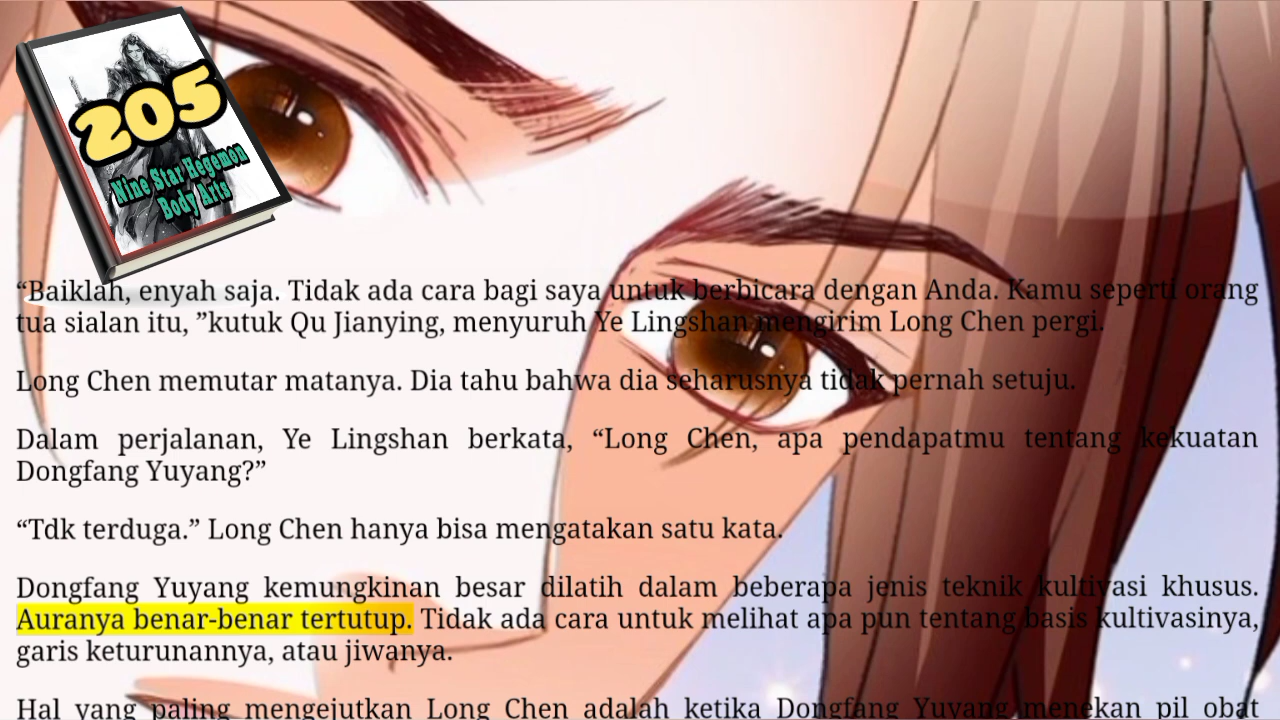 205
Nine Star Hegemon
Body Arts
“Baiklah, enyah saja. Tidak ada cara bagi saya untuk berbicara dengan Anda. Kamu seperti orang
tua sialan itu, ”kutuk Qu Jianying, menyuruh Ye Lingshan mengirim Long Chen pergi.
Long Chen memutar matanya. Dia tahu bahwa dia seharusnya tidak pernah setuju.
Dalam perjalanan, Ye Lingshan berkata, “Long Chen, apa pendapatmu tentang kekuatan
Dongfang Yuyang?”
“Tdk terduga.” Long Chen hanya bisa mengatakan satu kata.
Dongfang Yuyang kemungkinan besar dilatih dalam beberapa jenis teknik kultivasi khusus.
Auranya benar-benar tertutup. Tidak ada cara untuk melihat apa pun tentang basis kultivasinya,
garis keturunannya, atau jiwanya.
Hal yang paling mengejutkan Long Chen adalah ketika Dongfang Yuyang menekan pil obat